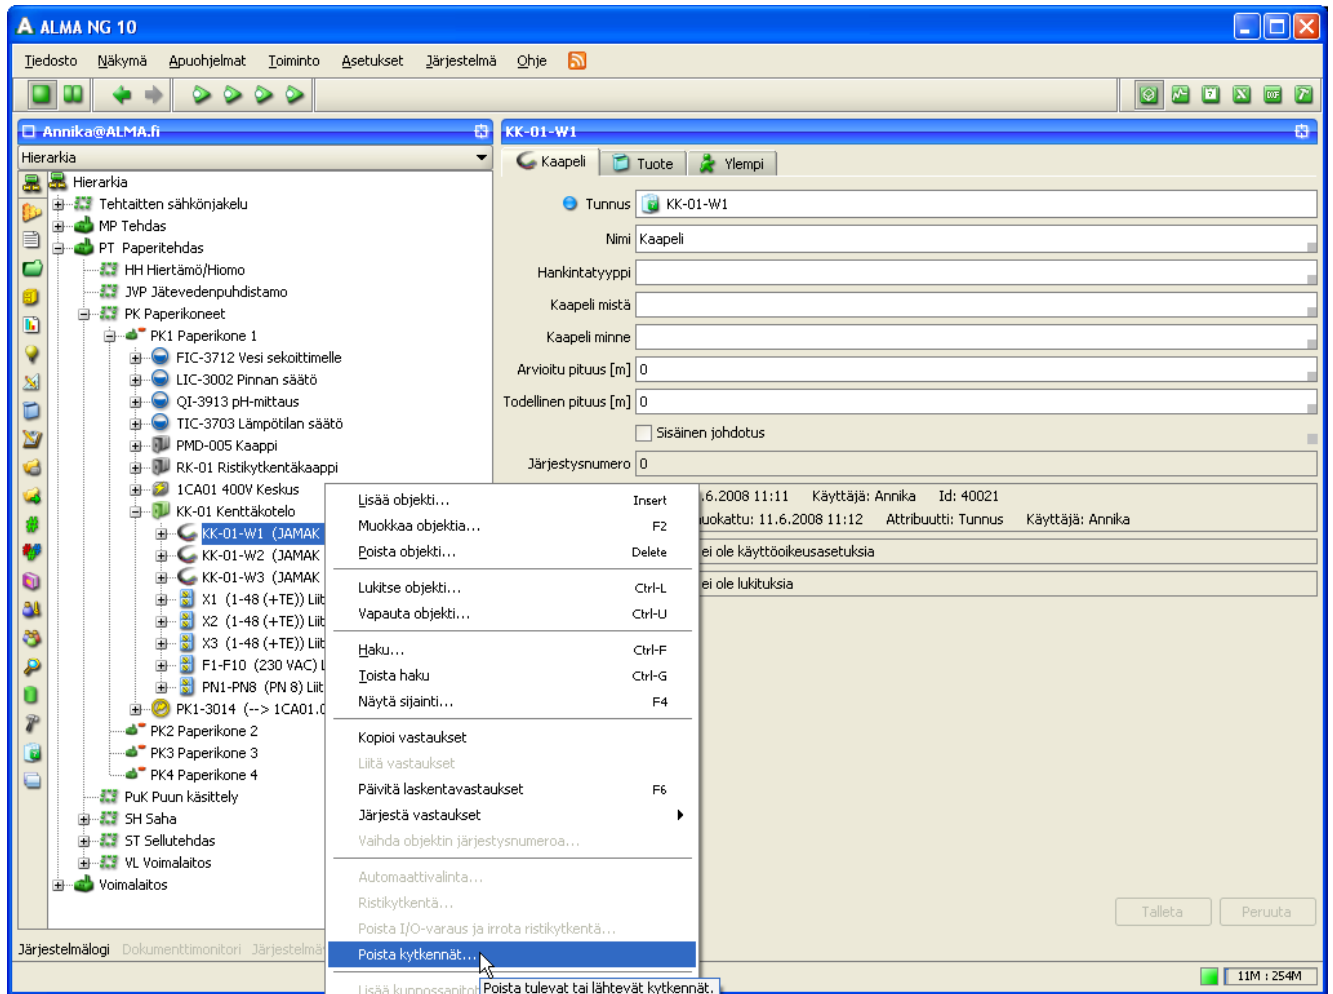 ALMA NG 10
Tiedosto Näkymä Apuohjelmat Toiminto Asetukset Järjestelmä Ohje
Annika@ALMA.fi
Hierarkia
Hierarkia
Tehtaitten sähkönjakelu
MP Tehdas
PT Paperitehdas
HH Hiertämö/Hiomo
JVP Jätevedenpuhdistamo
PK Paperikoneet
PK1 Paperikone 1
FIC-3712 Vesi sekoittimelle
LIC-3002 Pinnan säätö
QI-3913 pH-mittaus
TIC-3703 Lämpötilan säätö
PMD-005 Kaappi
RK-01 Ristikytkentäkaappi
1CA01 400V Keskus
KK-01 Kenttäkotelo
KK-01-W1 (JAMAK
KK-01-W2 (JAMAK
KK-01-W3 (JAMAK
X1 (1-48 (+TE)) Liit
X2 (1-48 (+TE)) Liit
X3 (1-48 (+TE)) Liit
F1-F10 (230 VAC) L
PN1-PN8 (PN 8) Liit
PK1-3014 (--> 1CA01.0
PK2 Paperikone 2
PK3 Paperikone 3
PK4 Paperikone 4
PuK Puun käsittely
SH Saha
ST Sellutehdas
VL Voimalaitos
Voimalaitos
Järjestelmälogi Dokumenttimonitori
KK-01-W1
Kaapeli Tuote Ylempi
Tunnus KK-01-W1
Nimi Kaapeli
Hankintatyyppi
Kaapeli mistä
Kaapeli minne
Arvioitu pituus [m] 0
Todellinen pituus [m] 0
Sisäinen johdotus
Järjestysnumero 0
.6.2008 11:11 Käyttäjä: Annika Id: 40021
uokattu: 11.6.2008 11:12 Attribuutti: Tunnus Käyttäjä: Annika
ei ole käyttöoikeusasetuksia
ei ole lukituksia
Talleta Peruuta
Lisää objekti... Insert
Muokkaa objektia... F2
Poista objekti... Delete
Lukitse objekti... Ctrl-L
Vapauta objekti... Ctrl-U
Haku... Ctrl-F
Toista haku Ctrl-G
Näytä sijainti... F4
Kopioi vastaukset
Liitä vastaukset
Päivitä laskentavastaukset F6
Järjestä vastaukset
Vaihda objektin järjestysnumeroa...
Automaattivalinta...
Ristikytkentä...
Poista I/O-varaus ja irrota ristikytkentä...
Poista kytkennät...
Poista tulevat tai lähtevät kytkennät.
11M : 254M